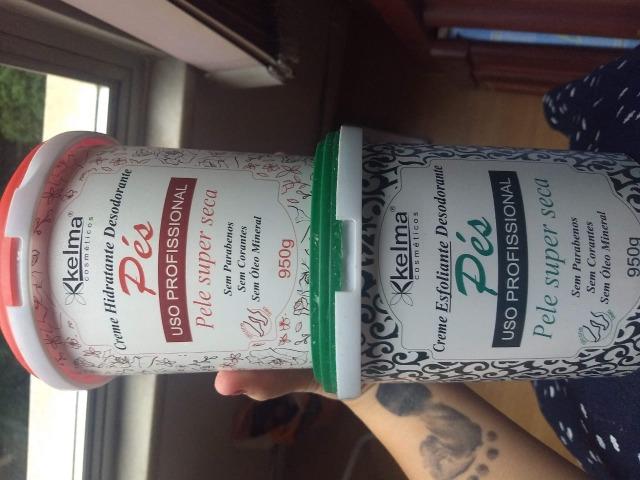 kelma®
cosméticos
Creme Hidratante Desodorante
Pés
USO PROFISSIONAL
Pele super seca
Sem Parabenos
Sem Corantes
Sem Óleo Mineral
950g
kelma®
cosméticos
Creme Esfoliante Desodorante
Pés
USO PROFISSIONAL
Pele super seca
Sem Parabenos
Sem Corantes
Sem Óleo Mineral
950g